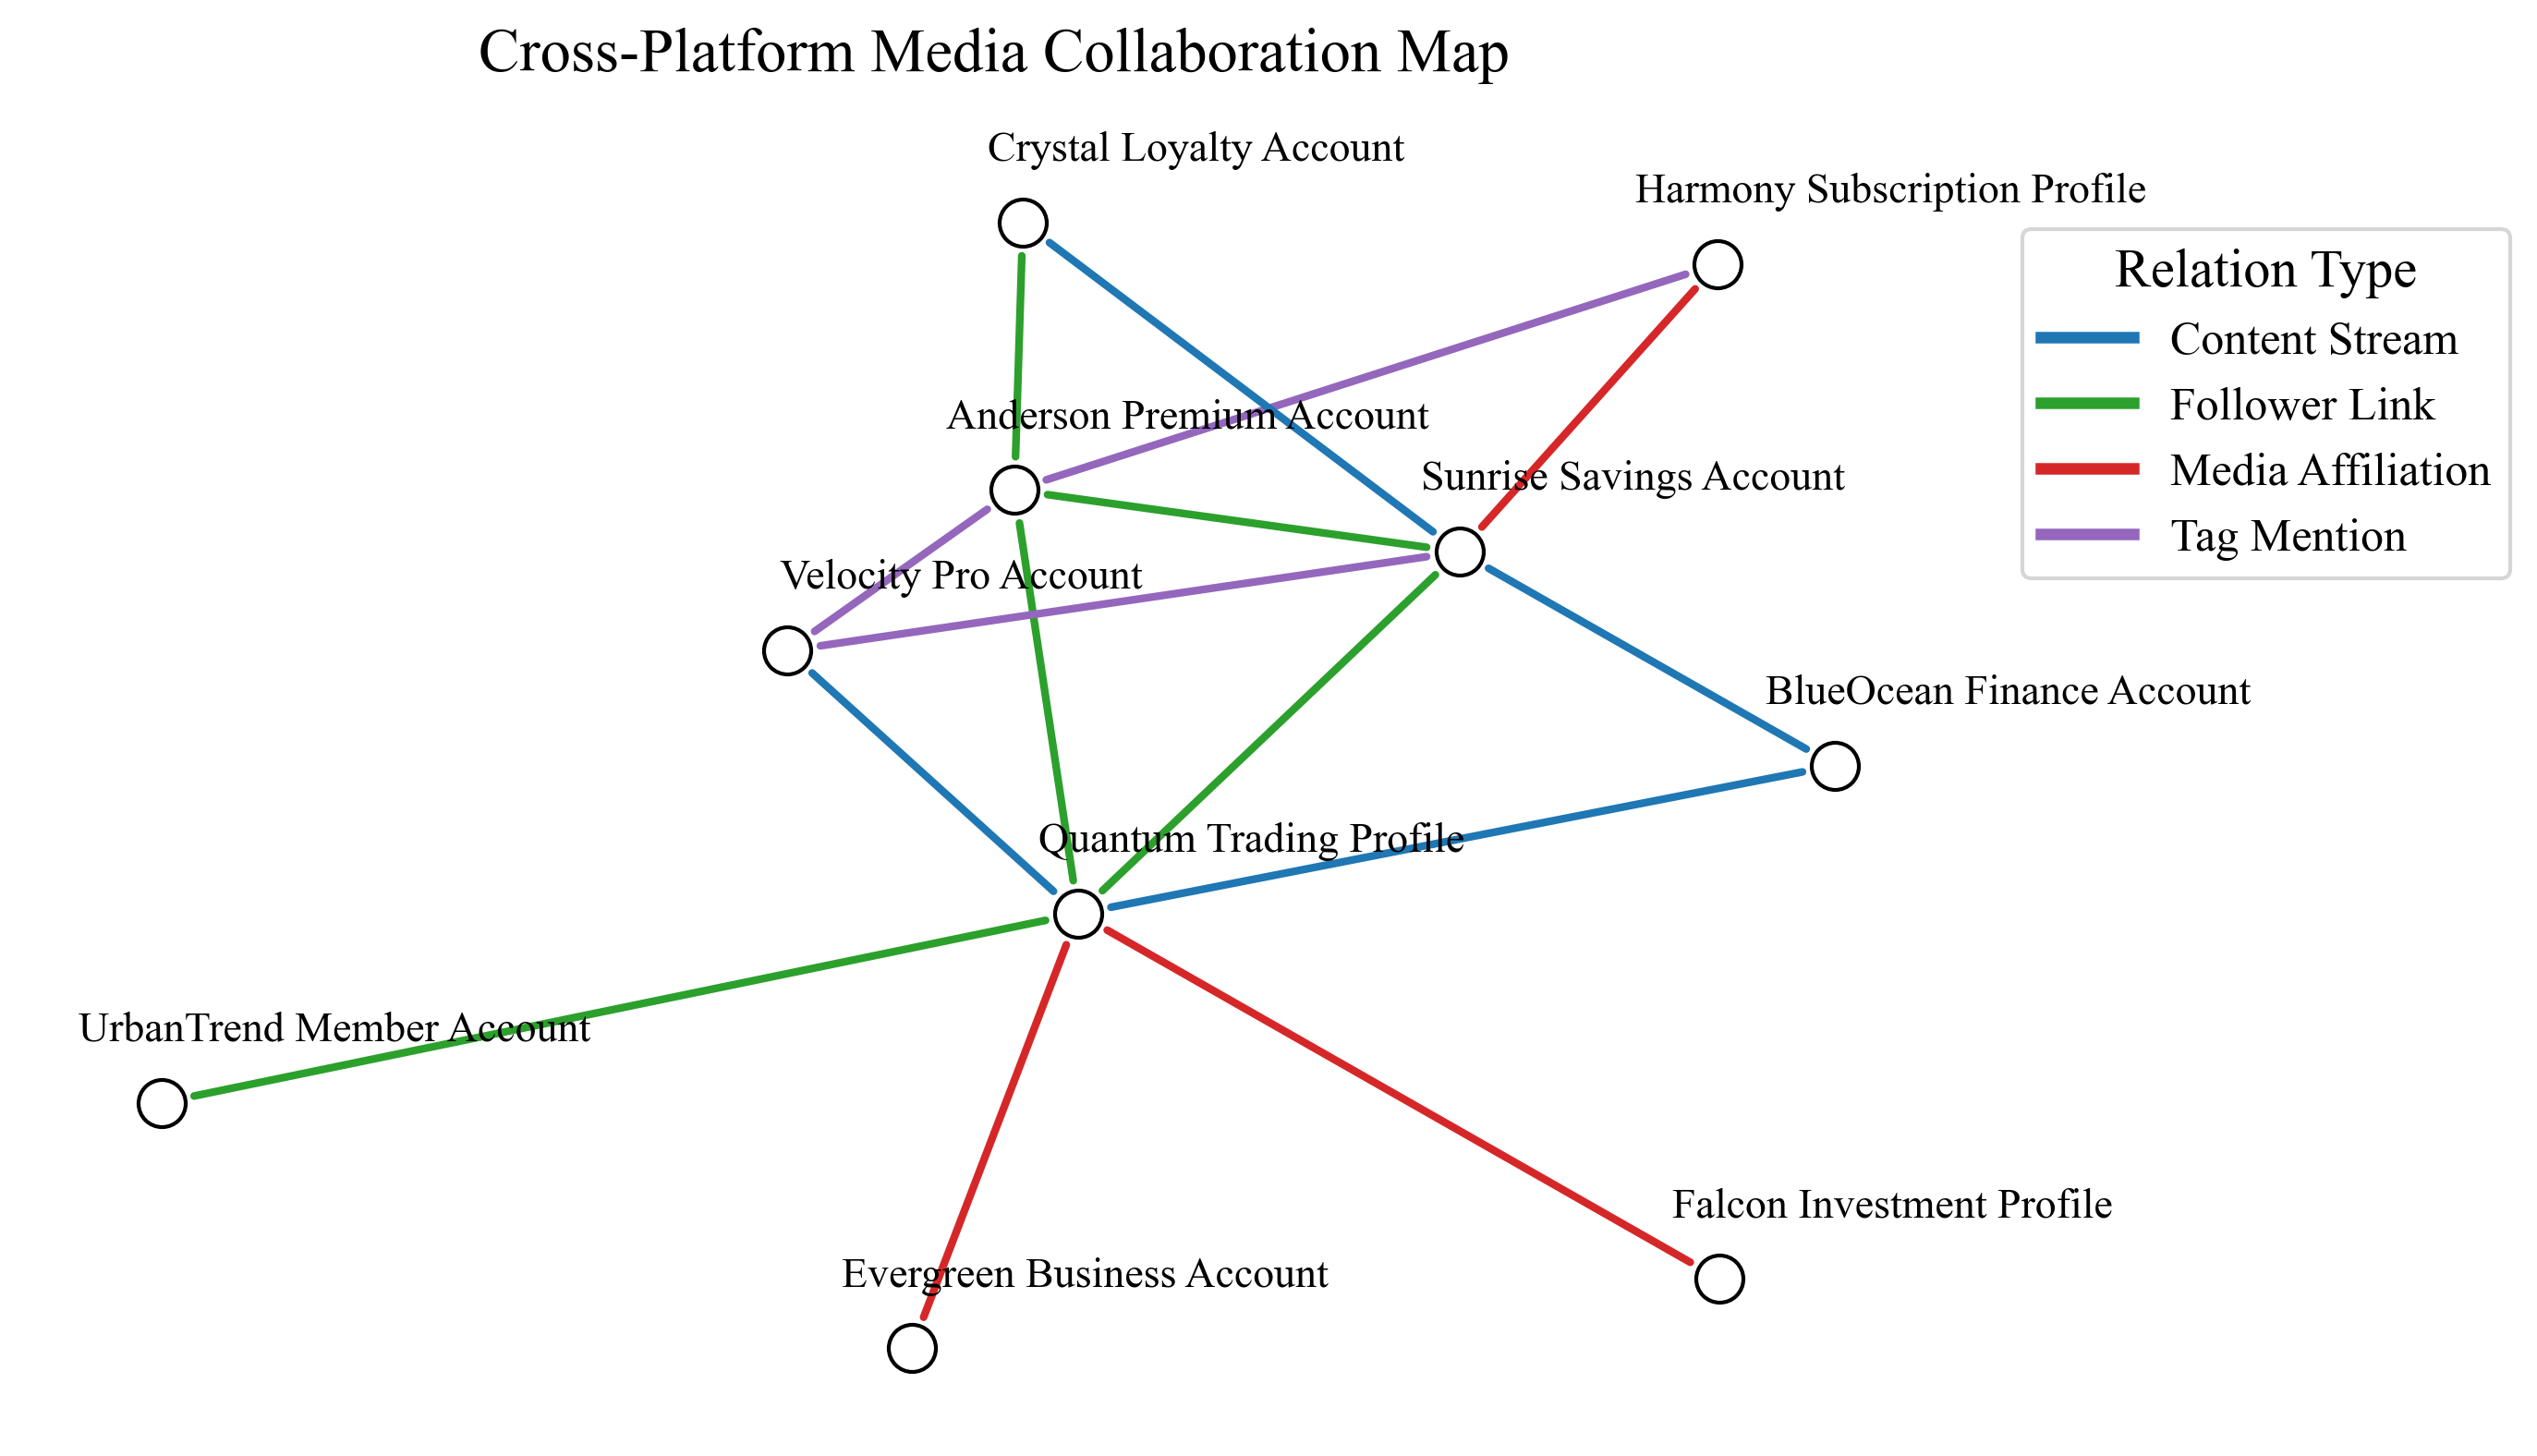 Cross-Platform Media Collaboration Map
Crystal Loyalty Account
Harmony Subscription Profile
Relation Type
Content Stream
Follower Link
Media Affiliation
Tag Mention
Anderson Premium Account
Sunrise Savings Account
Velocity Pro Account
BlueOcean Finance Account
Quantum Trading Profile
UrbanTrend Member Account
Falcon Investment Profile
Evergreen Business Account